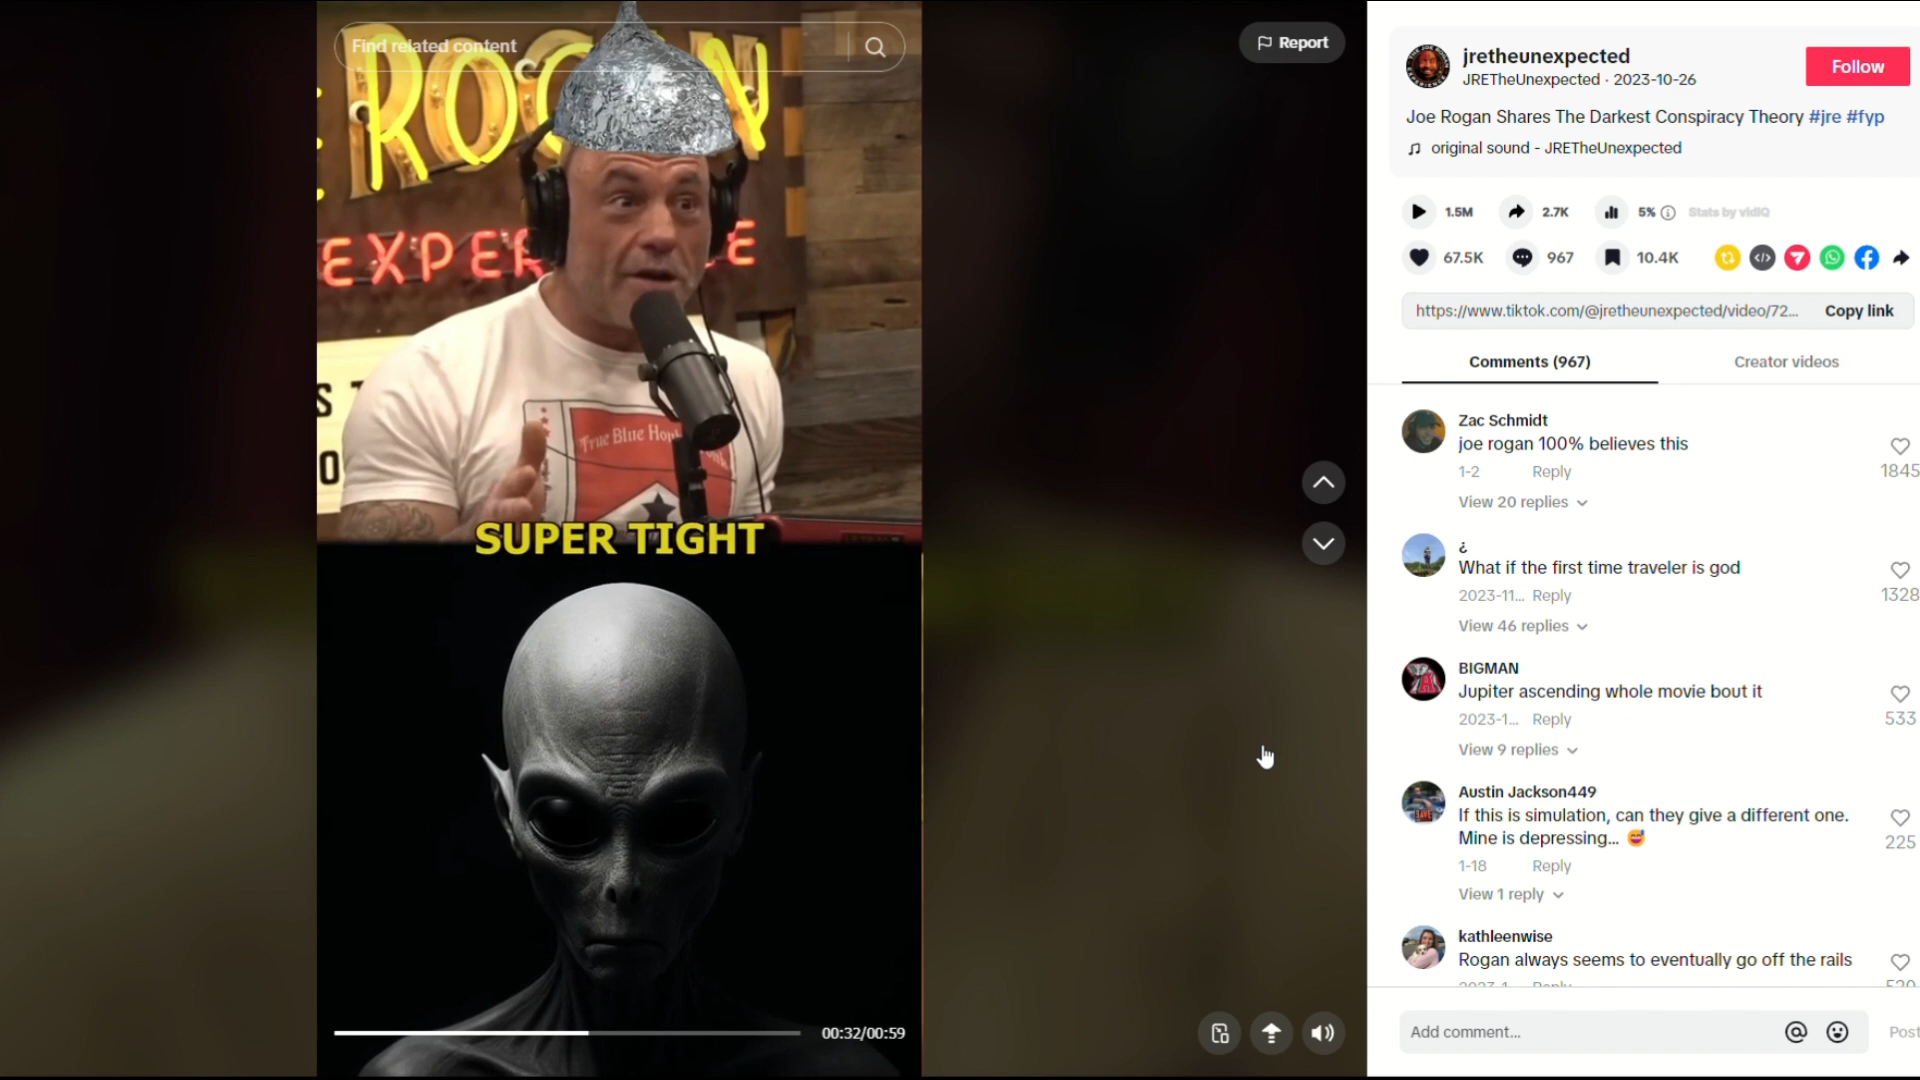 Find related content
ROGAN
EXPERIENCE
True Blue Honky Tonk
SUPER TIGHT
00:32/00:59
Report
jretheunexpected
JRETheUnexpected · 2023-10-26
Follow
Joe Rogan Shares The Darkest Conspiracy Theory #jre #fyp
original sound - JRETheUnexpected
1.5M
2.7K
5%
Stats by vidIQ
67.5K
967
10.4K
https://www.tiktok.com/@jretheunexpected/video/72...
Copy link
Comments (967)
Creator videos
Zac Schmidt
joe rogan 100% believes this
1-2 Reply
1845
View 20 replies
¿
What if the first time traveler is god
2023-11... Reply
1328
View 46 replies
BIGMAN
Jupiter ascending whole movie bout it
2023-1... Reply
533
View 9 replies
Austin Jackson449
If this is simulation, can they give a different one.
Mine is depressing... 😅
1-18 Reply
225
View 1 reply
kathleenwise
Rogan always seems to eventually go off the rails
2023-1... Reply
520
Add comment...
Post